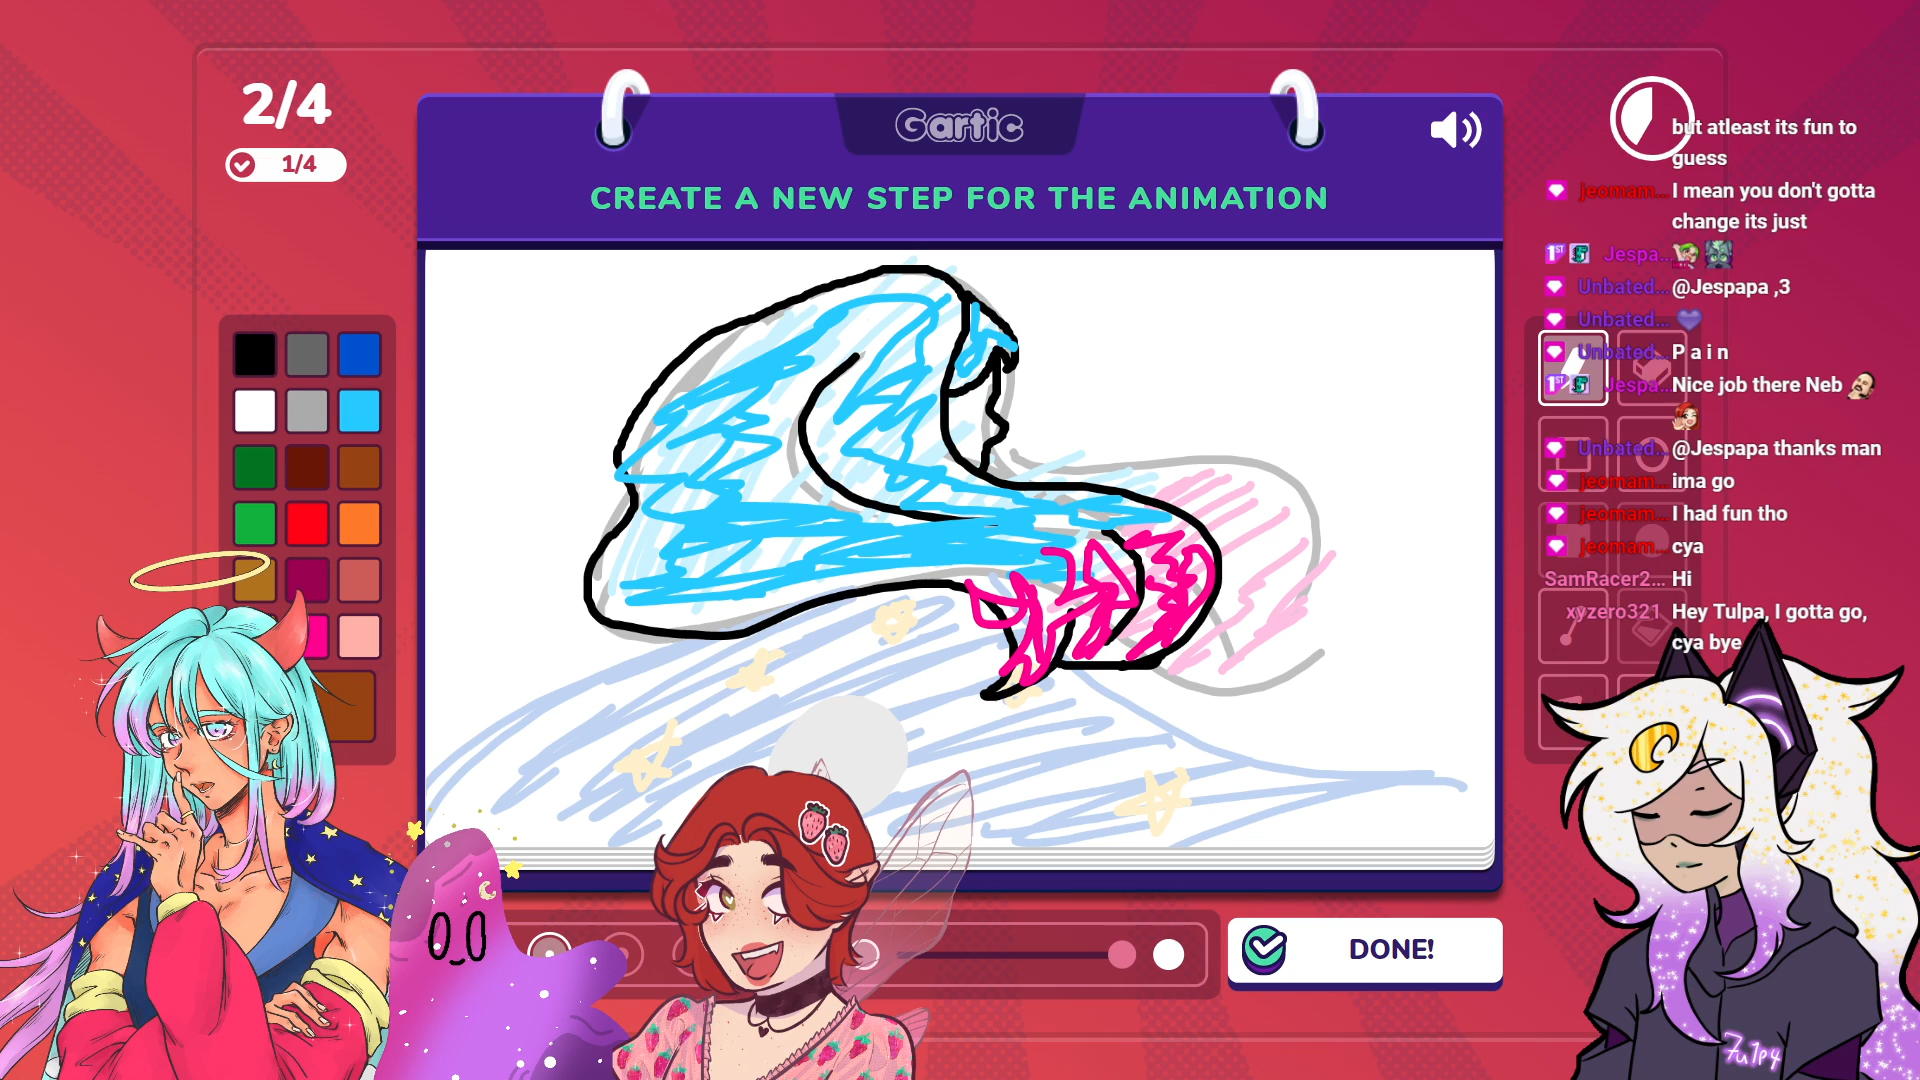 2/4
1/4
Gartic
CREATE A NEW STEP FOR THE ANIMATION
but atleast its fun to
guess
jeomam... I mean you don't gotta
change its just
1ST Jespa...
Unbated... @Jespapa ,3
Unbated...
Unbated... P a i n
1ST Jespa... Nice job there Neb
Unbated... @Jespapa thanks man
jeomam... ima go
jeomam... I had fun tho
jeomam... cya
SamRacer2... Hi
xyzero321 Hey Tulpa, I gotta go,
cya bye
DONE!
7u1p4